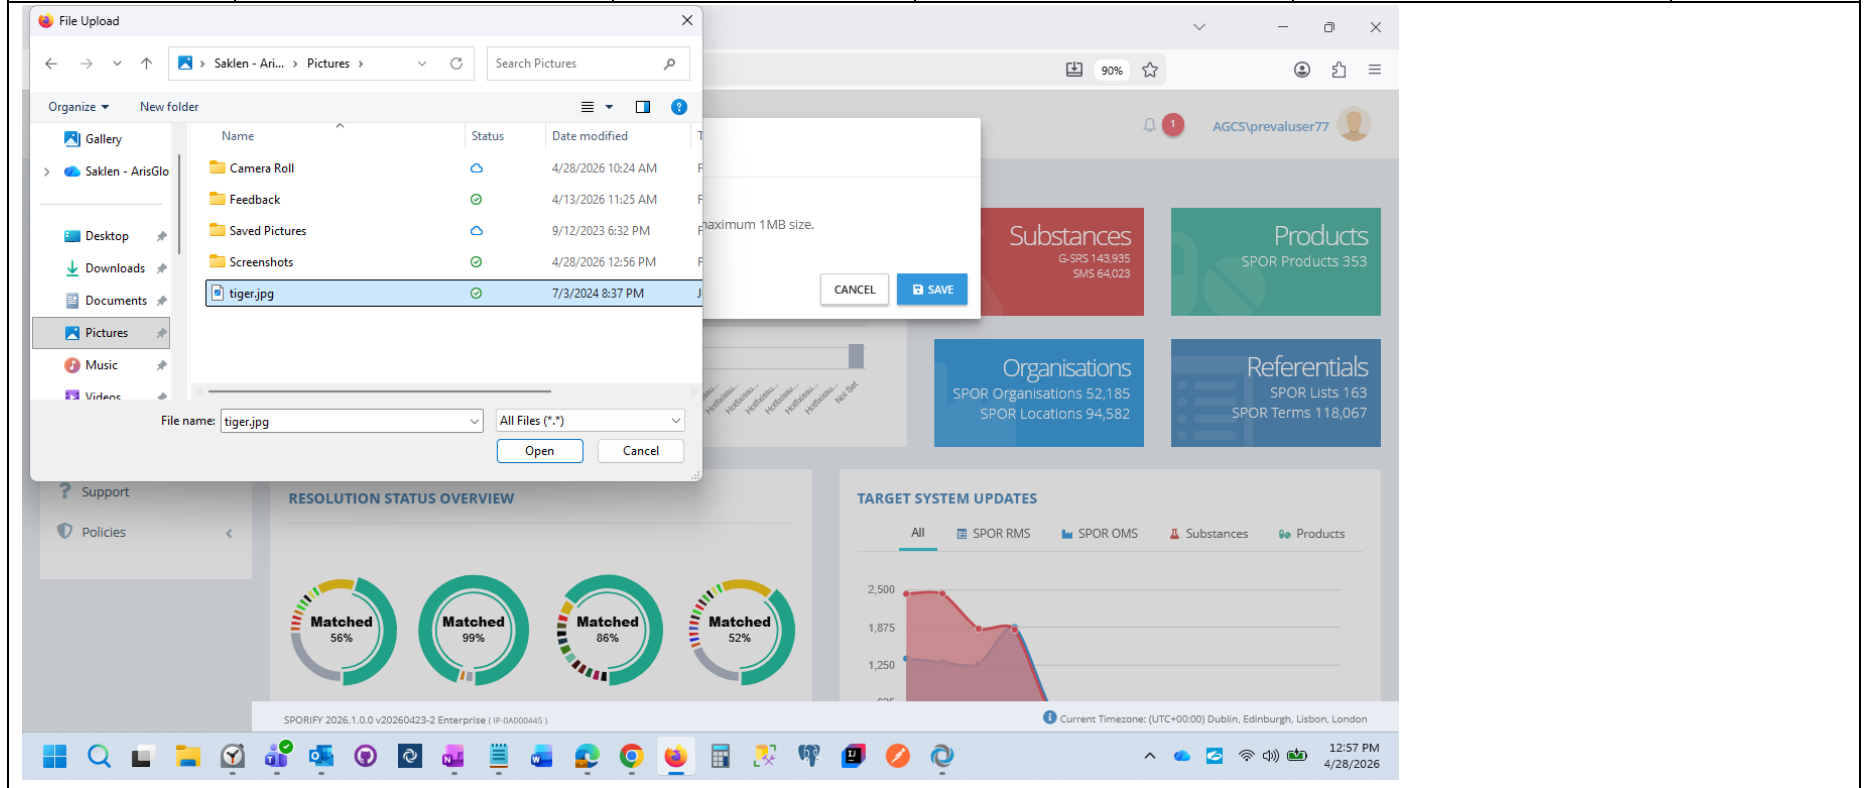 File Upload
Saklen - Ari... > Pictures >
Search Pictures
90%
Organize
New folder
Gallery
Saklen - ArisGlo
Desktop
Downloads
Documents
Pictures
Music
Videos
Name
Status
Date modified
Camera Roll
4/28/2026 10:24 AM
Feedback
4/13/2026 11:25 AM
Saved Pictures
9/12/2023 6:32 PM
Screenshots
4/28/2026 12:56 PM
tiger.jpg
7/3/2024 8:37 PM
File name: tiger.jpg
All Files (*.*)
Open
Cancel
1
AGCS\prevaluser77
maximum 1MB size.
CANCEL
SAVE
Substances
G-SRS 143,935
SMS 64,023
Products
SPOR Products 353
Organisations
SPOR Organisations 52,185
SPOR Locations 94,582
Referentials
SPOR Lists 163
SPOR Terms 118,067
Not Set
Support
Policies
RESOLUTION STATUS OVERVIEW
Matched
56%
Matched
99%
Matched
86%
Matched
52%
TARGET SYSTEM UPDATES
All
SPOR RMS
SPOR OMS
Substances
Products
2,500
1,875
1,250
SPORIFY 2026.1.0.0 v20260423-2 Enterprise ( IP-0A000445 )
Current Timezone: (UTC+00:00) Dublin, Edinburgh, Lisbon, London
12:57 PM
4/28/2026